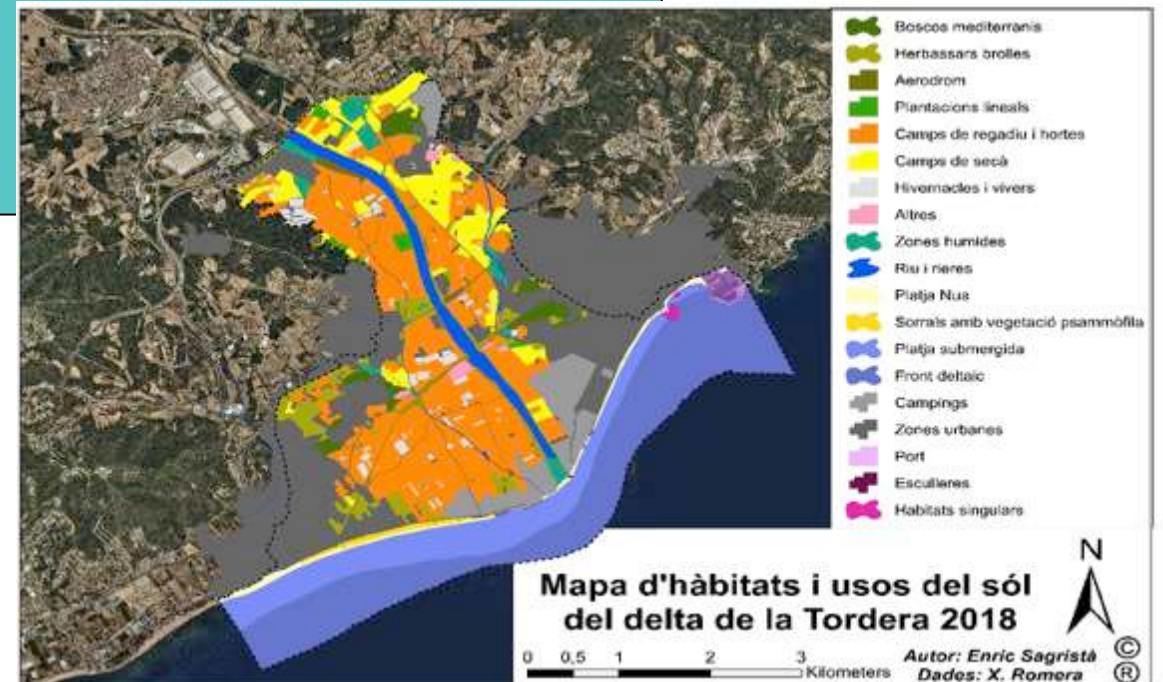 Boscos mediterranis
Herbassars brolles
Aerodrom
Plantacions lineals
Camps de regadiu i hortes
Camps de secà
Hivernacles i vivers
Altres
Zones humides
Riu i rieres
Platja Nua
Sorrals amb vegetació psammòfila
Platja submergida
Front deltaic
Campings
Zones urbanes
Port
Esculleres
Habitats singulars
N
Mapa d'hàbitats i usos del sól
del delta de la Tordera 2018
0 0,5 1 2 3
Kilometers
Autor: Enric Sagristà
Dades: X. Romera
©
®